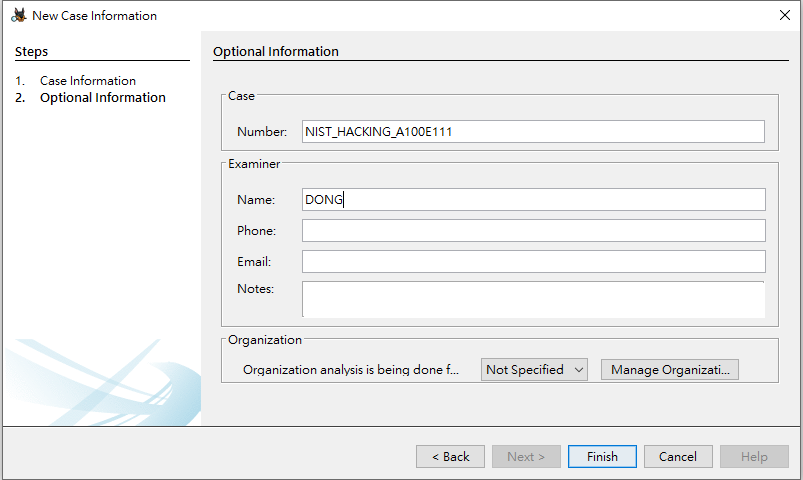 New Case Information
Steps
1. Case Information
2. Optional Information
Optional Information
Case
Number: NIST_HACKING_A100E111
Examiner
Name: DONG
Phone:
Email:
Notes:
Organization
Organization analysis is being done f... Not Specified Manage Organizati...
< Back Next > Finish Cancel Help